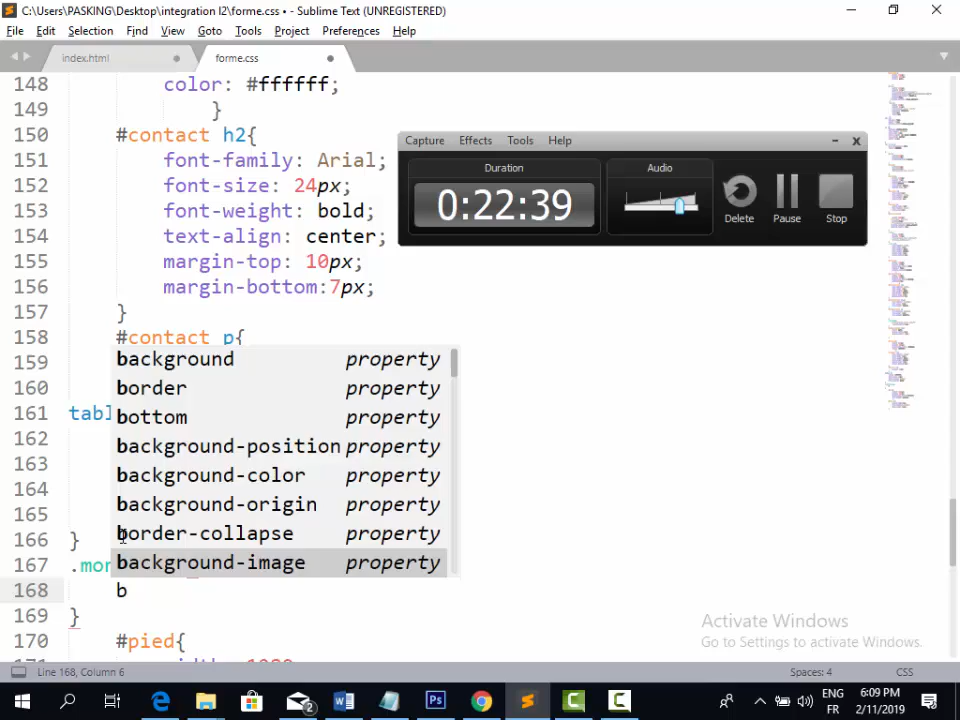 C:\Users\PASKING\Desktop\integration I2\forme.css • - Sublime Text (UNREGISTERED)
File Edit Selection Find View Goto Tools Project Preferences Help
index.html
forme.css
148 color: #ffffff;
149 }
150 #contact h2{
151 font-family: Arial;
152 font-size: 24px;
153 font-weight: bold;
154 text-align: center;
155 margin-top: 10px;
156 margin-bottom:7px;
157 }
158 #contact p{
159
160
161 tabl
162
163
164
165
166 }
167 .mon
168 b
169 }
170 #pied{
background property
border property
bottom property
background-position property
background-color property
background-origin property
border-collapse property
background-image property
Capture Effects Tools Help
Duration
0:22:39
Audio
Delete
Pause
Stop
Activate Windows
Go to Settings to activate Windows.
Line 168, Column 6
Spaces: 4
CSS
2
ENG
FR
6:09 PM
2/11/2019